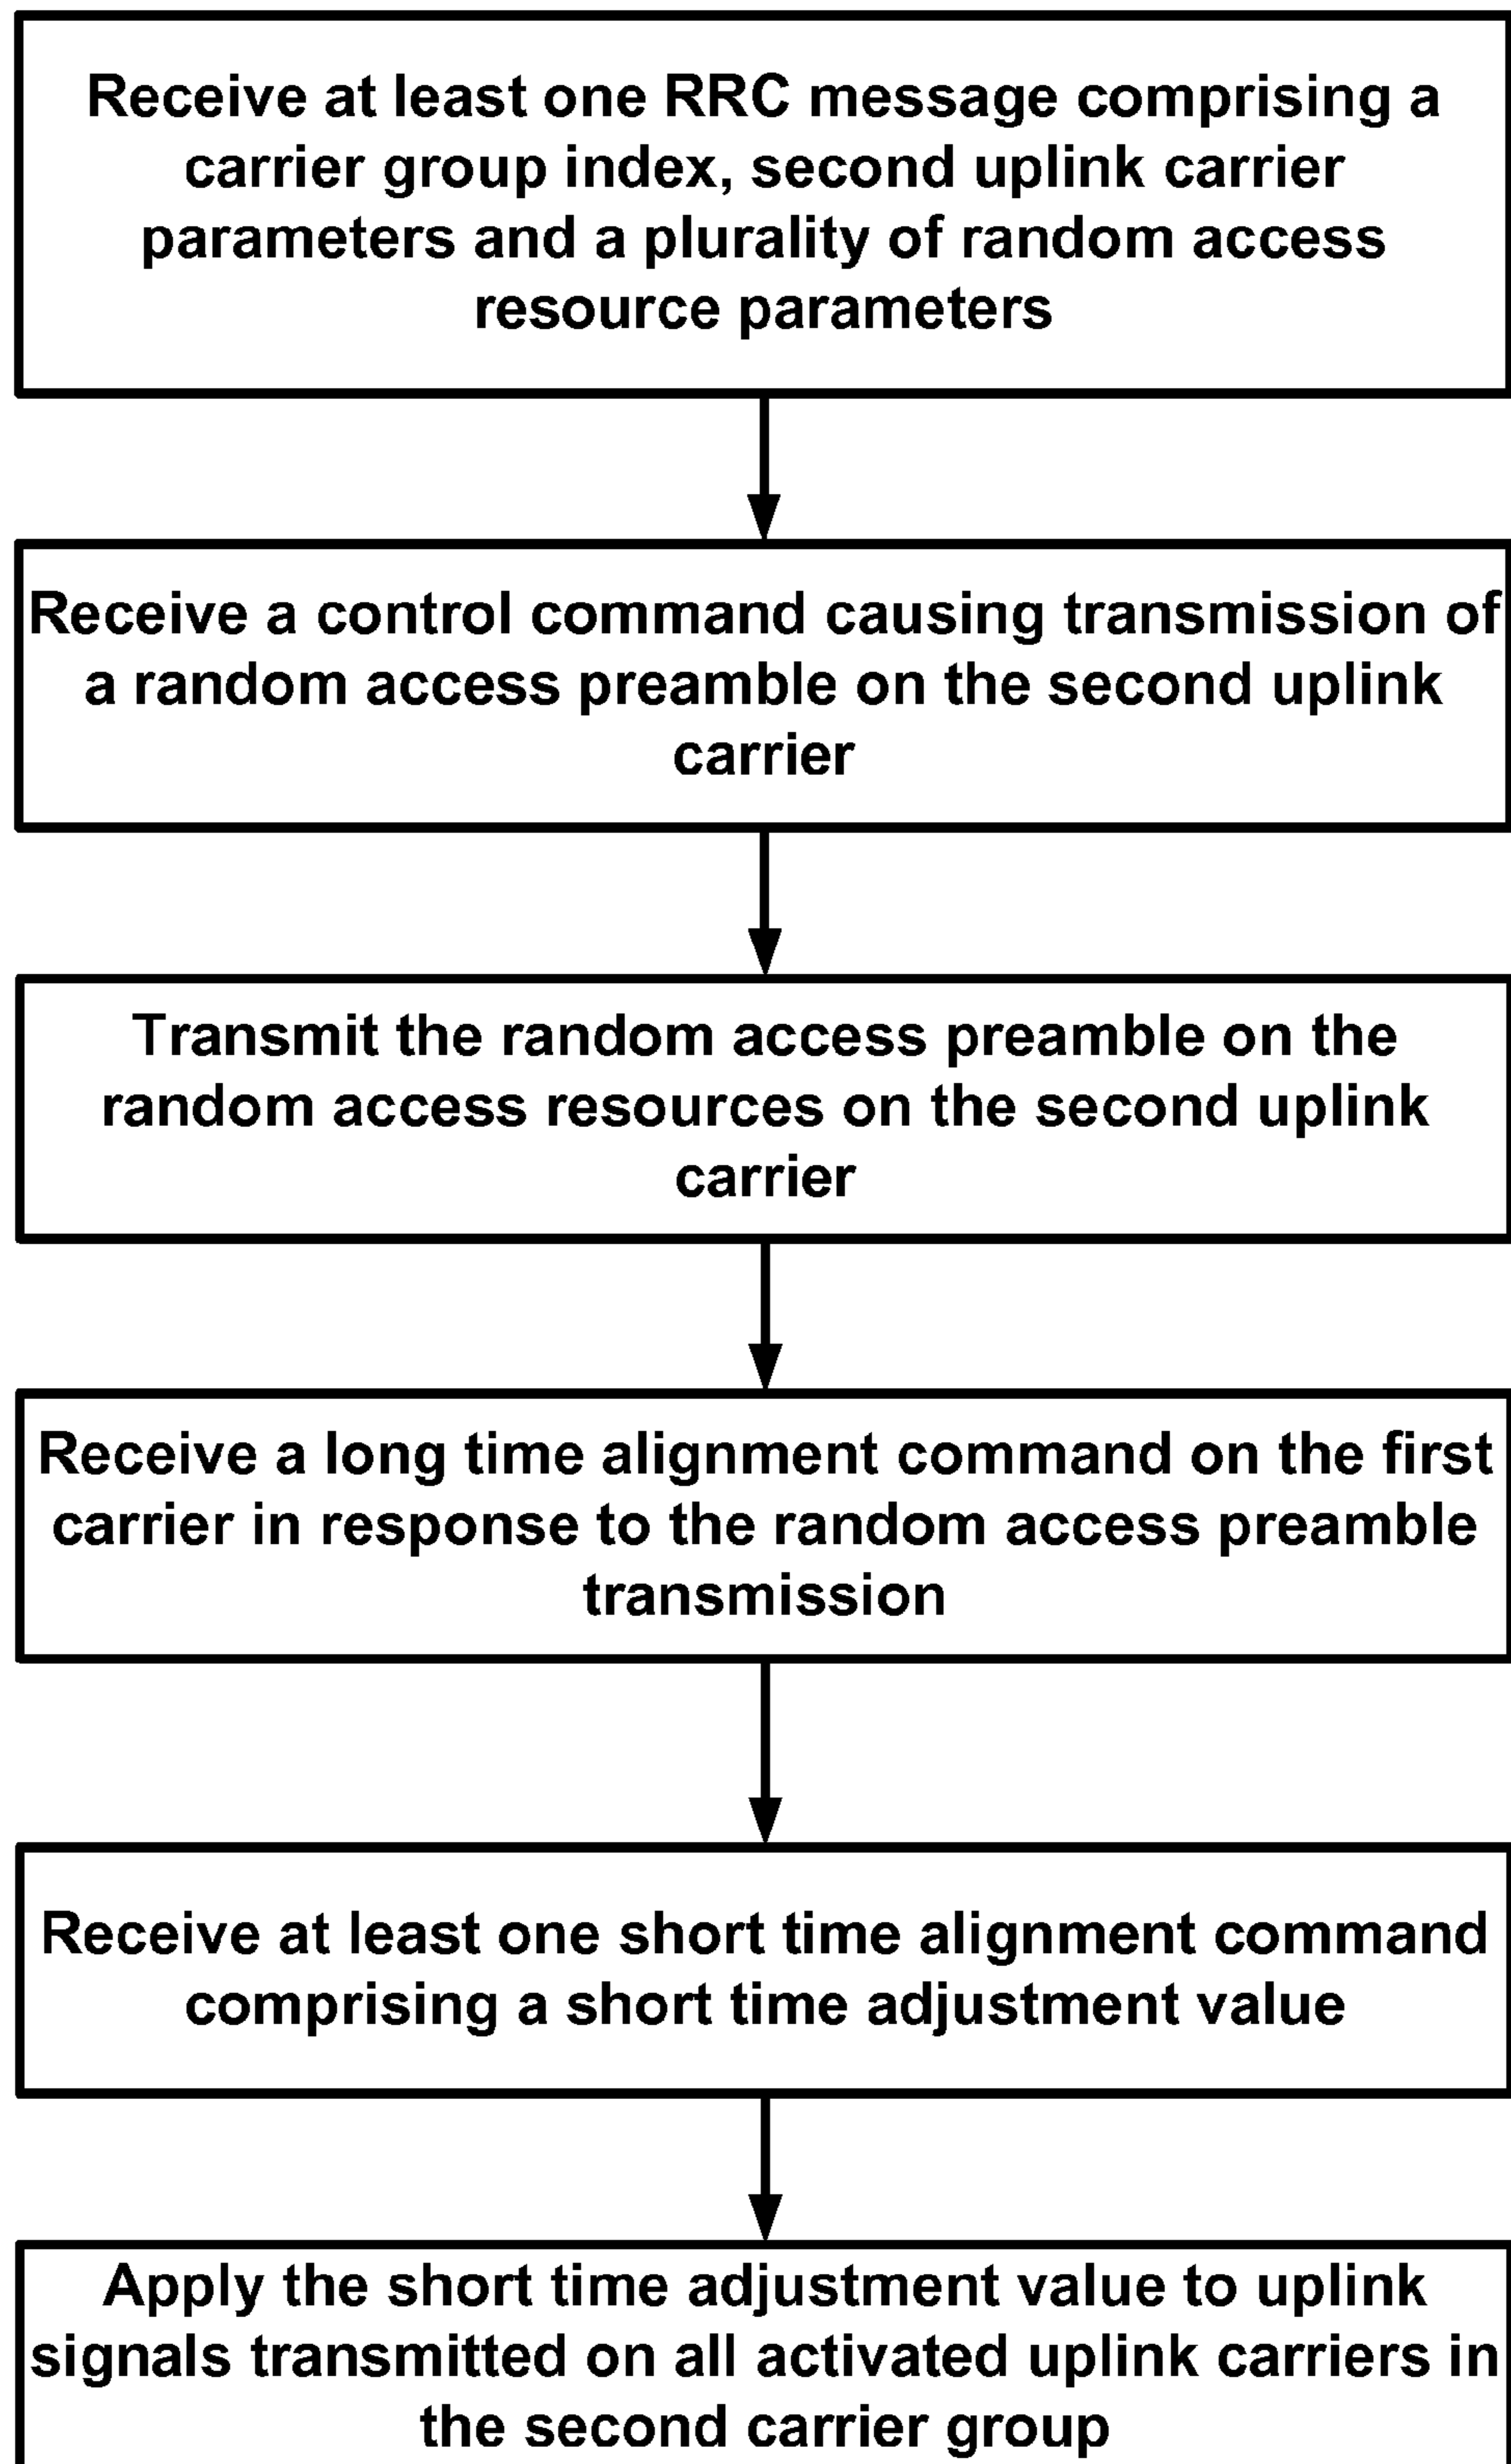 Receive at least one RRC message comprising a
carrier group index, second uplink carrier
parameters and a plurality of random access
resource parameters
Receive a control command causing transmission of
a random access preamble on the second uplink
carrier
Transmit the random access preamble on the
random access resources on the second uplink
carrier
Receive a long time alignment command on the first
carrier in response to the random access preamble
transmission
Receive at least one short time alignment command
comprising a short time adjustment value
Apply the short time adjustment value to uplink
signals transmitted on all activated uplink carriers in
the second carrier group